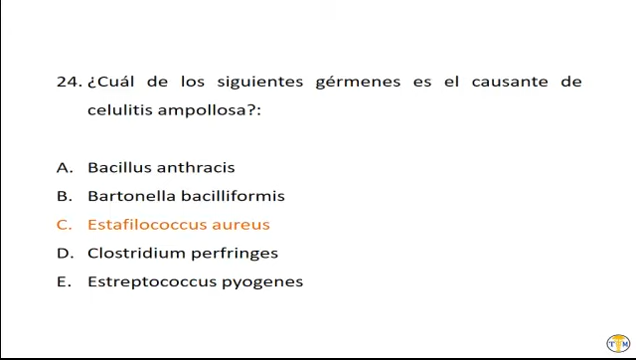 24. ¿Cuál de los siguientes gérmenes es el causante de
celulitis ampollosa?:
A. Bacillus anthracis
B. Bartonella bacilliformis
C. Estafilococcus aureus
D. Clostridium perfringes
E. Estreptococcus pyogenes
TM